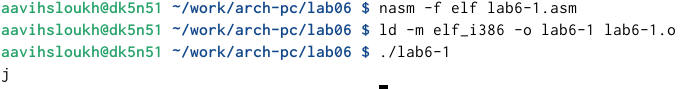 aavihsloukh@dk5n51 ~/work/arch-pc/lab06 $ nasm -f elf lab6-1.asm
aavihsloukh@dk5n51 ~/work/arch-pc/lab06 $ ld -m elf_i386 -o lab6-1 lab6-1.o
aavihsloukh@dk5n51 ~/work/arch-pc/lab06 $ ./lab6-1
j